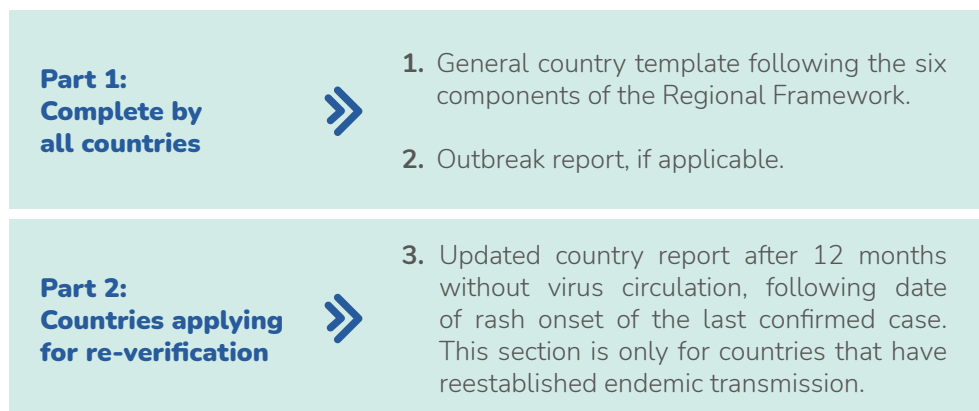 Part 1:
Complete by
all countries
1. General country template following the six
components of the Regional Framework.
2. Outbreak report, if applicable.
Part 2:
Countries applying
for re-verification
3. Updated country report after 12 months
without virus circulation, following date
of rash onset of the last confirmed case.
This section is only for countries that have
reestablished endemic transmission.